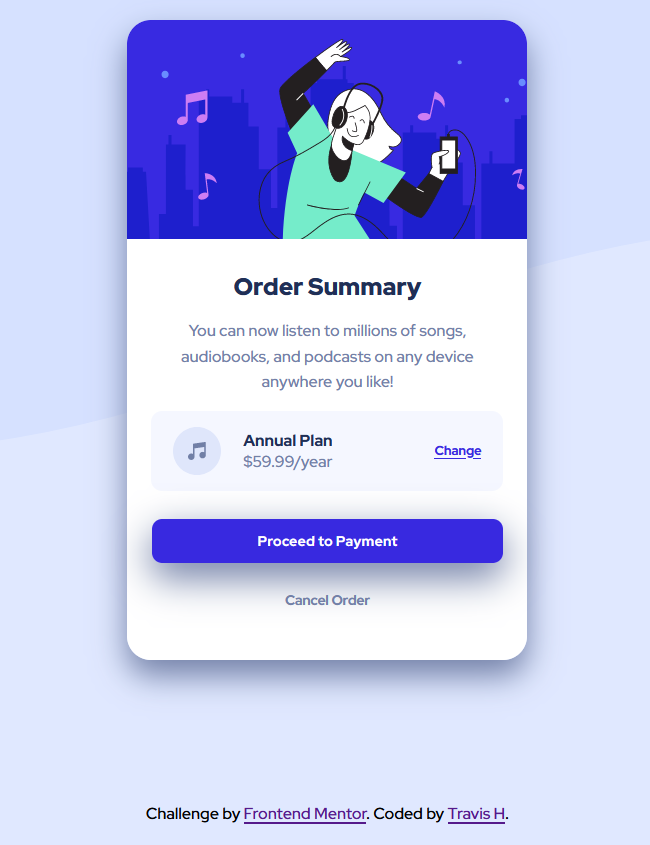 Order Summary
You can now listen to millions of songs,
audiobooks, and podcasts on any device
anywhere you like!
Annual Plan
$59.99/year
Change
Proceed to Payment
Cancel Order
Challenge by Frontend Mentor. Coded by Travis H.